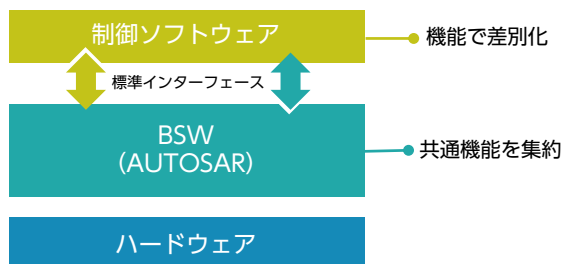 制御ソフトウェア
機能で差別化
標準インターフェース
BSW
(AUTOSAR)
共通機能を集約
ハードウェア